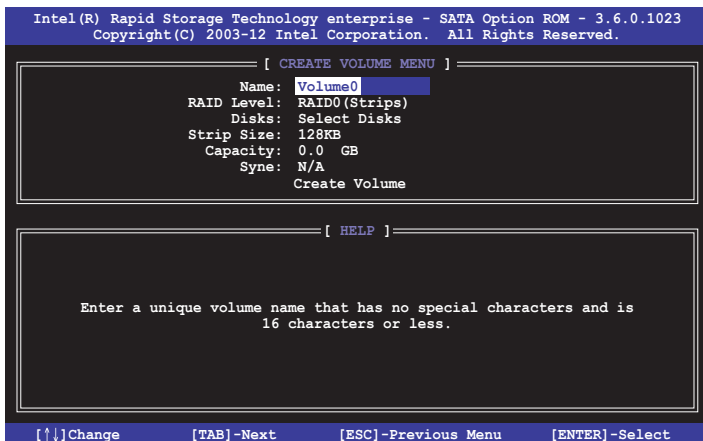 Intel(R) Rapid Storage Technology enterprise - SATA Option ROM - 3.6.0.1023
Copyright(C) 2003-12 Intel Corporation. All Rights Reserved.
[ CREATE VOLUME MENU ]
Name: Volume0
RAID Level: RAID0(Strips)
Disks: Select Disks
Strip Size: 128KB
Capacity: 0.0 GB
Syne: N/A
Create Volume
[ HELP ]
Enter a unique volume name that has no special characters and is
16 characters or less.
[↑↓]Change [TAB]-Next [ESC]-Previous Menu [ENTER]-Select